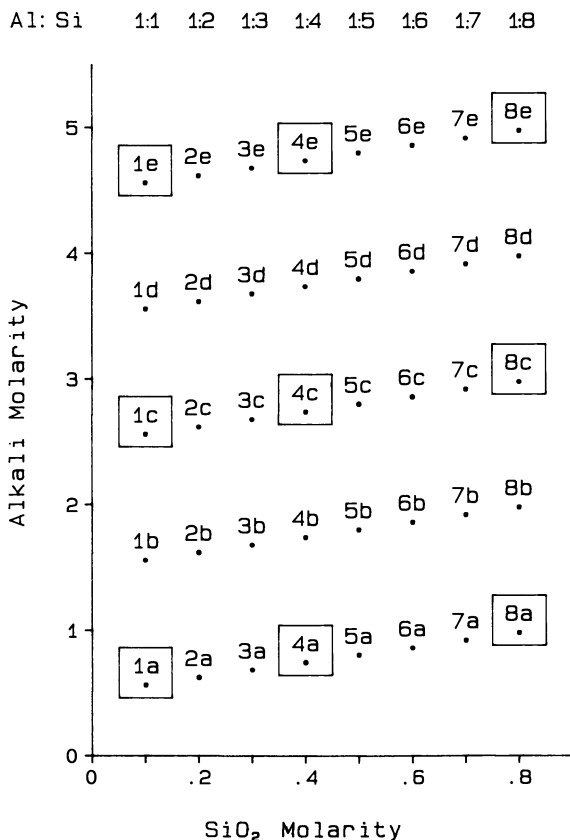 Al: Si 1:1 1:2 1:3 1:4 1:5 1:6 1:7 1:8
5
1e 2e 3e 4e 5e 6e 7e 8e
4
1d 2d 3d 4d 5d 6d 7d 8d
3
1c 2c 3c 4c 5c 6c 7c 8c
2
1b 2b 3b 4b 5b 6b 7b 8b
1
1a 2a 3a 4a 5a 6a 7a 8a
0
0 .2 .4 .6 .8
Alkali Molarity
SiO₂ Molarity